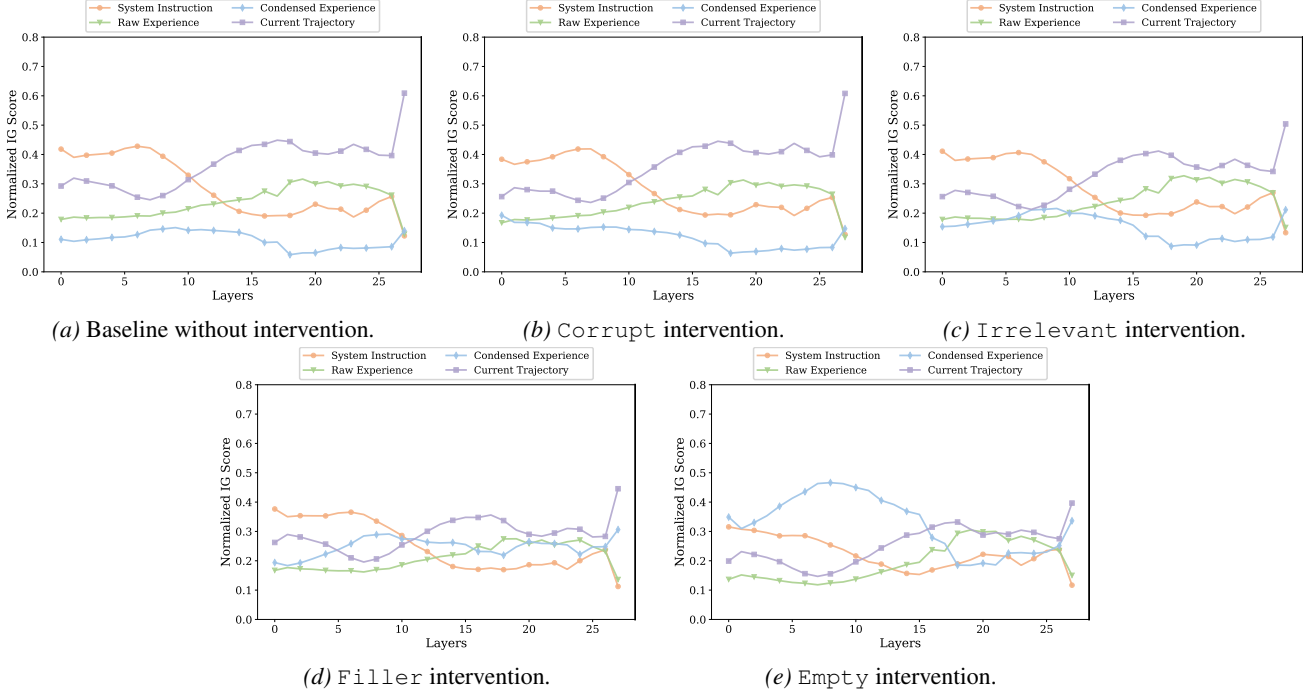 System Instruction Condensed Experience
Raw Experience Current Trajectory
0.8
0.7
0.6
0.5
0.4
0.3
0.2
0.1
0.0
Normalized IG Score
0 5 10 15 20 25
Layers
(a) Baseline without intervention.
System Instruction Condensed Experience
Raw Experience Current Trajectory
0.8
0.7
0.6
0.5
0.4
0.3
0.2
0.1
0.0
Normalized IG Score
0 5 10 15 20 25
Layers
(b) Corrupt intervention.
System Instruction Condensed Experience
Raw Experience Current Trajectory
0.8
0.7
0.6
0.5
0.4
0.3
0.2
0.1
0.0
Normalized IG Score
0 5 10 15 20 25
Layers
(c) Irrelevant intervention.
System Instruction Condensed Experience
Raw Experience Current Trajectory
0.8
0.7
0.6
0.5
0.4
0.3
0.2
0.1
0.0
Normalized IG Score
0 5 10 15 20 25
Layers
(d) Filler intervention.
System Instruction Condensed Experience
Raw Experience Current Trajectory
0.8
0.7
0.6
0.5
0.4
0.3
0.2
0.1
0.0
Normalized IG Score
0 5 10 15 20 25
Layers
(e) Empty intervention.